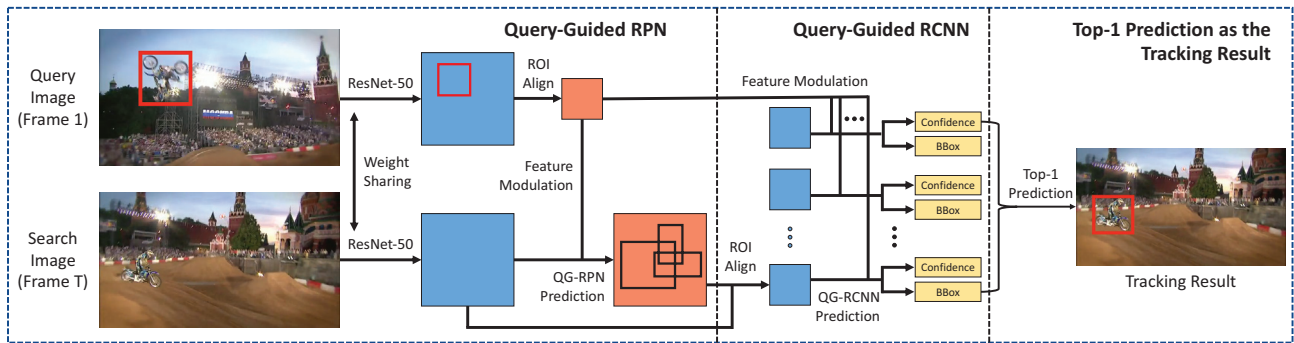 Query-Guided RPN
Query-Guided RCNN
Top-1 Prediction as the
Tracking Result
Query
Image
(Frame 1)
ResNet-50
ROI
Align
Feature Modulation
МОСКВА
Weight
Sharing
Feature
Modulation
Confidence
BBox
Confidence
BBox
Top-1
Prediction
Search
Image
(Frame T)
ResNet-50
QG-RPN
Prediction
ROI
Align
QG-RCNN
Prediction
Confidence
BBox
Tracking Result